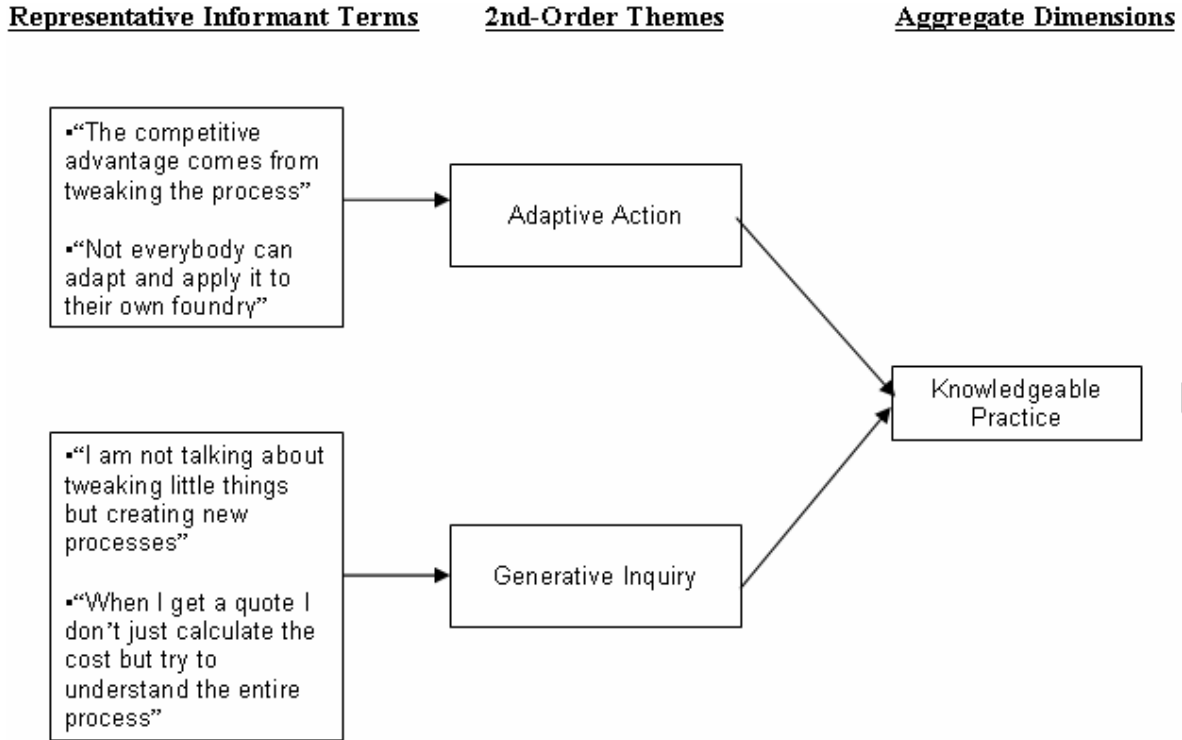 Representative Informant Terms
2nd-Order Themes
Aggregate Dimensions
▪“The competitive
advantage comes from
tweaking the process”
▪“Not everybody can
adapt and apply it to
their own foundry”
Adaptive Action
▪“I am not talking about
tweaking little things
but creating new
processes”
▪“When I get a quote I
don’t just calculate the
cost but try to
understand the entire
process”
Generative Inquiry
Knowledgeable
Practice